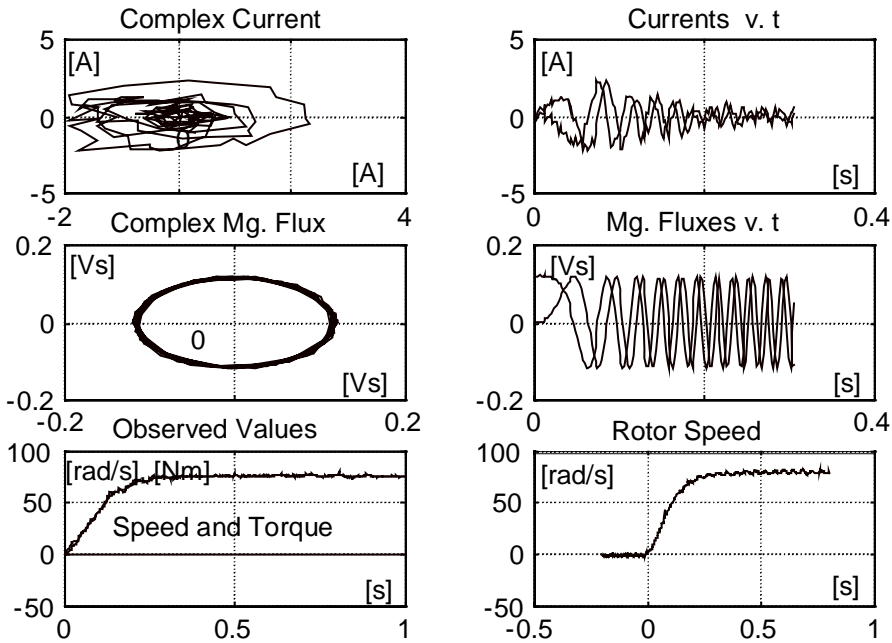 Complex Current
Currents v. t
5
[A]
0
0
[A]
-5
-2
4
5
[A]
0
[s]
-5
0
0.4
Complex Mg. Flux
Mg. Fluxes v. t
0.2
[Vs]
0
0
[Vs]
-0.2
-0.2
0.2
0.2
[Vs]
0
[s]
-0.2
0
0.4
Observed Values
Rotor Speed
100
[rad/s] [Nm]
50
Speed and Torque
0
[s]
-50
0
0.5
1
100
[rad/s]
50
0
[s]
-50
-0.5
0
0.5
1